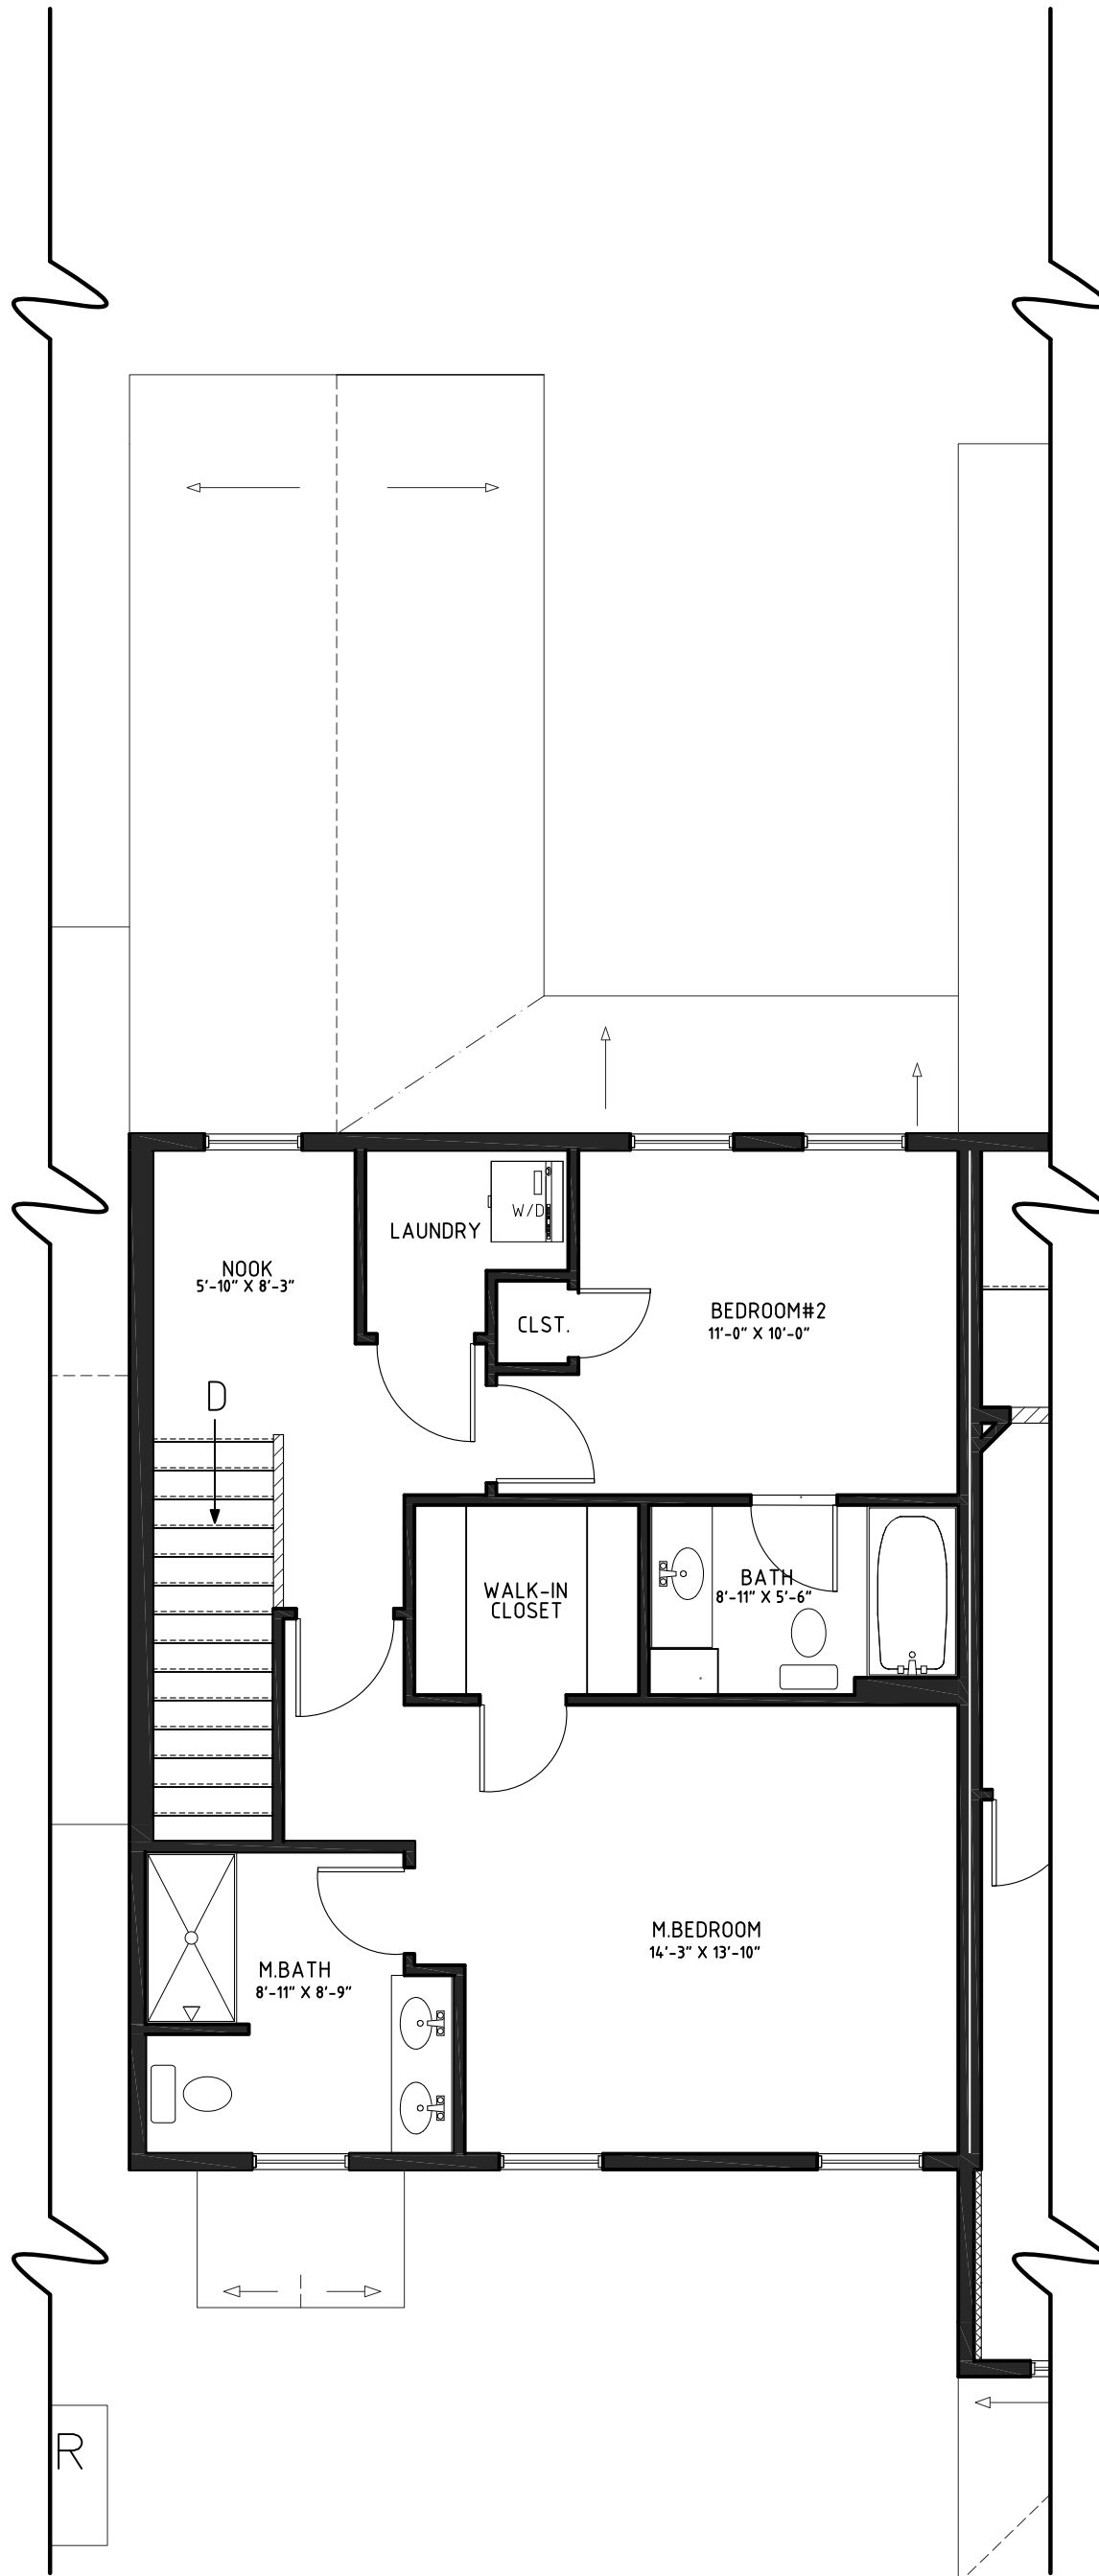 W/D
LAUNDRY
NOOK
5'-10" X 8'-3"
CLST.
BEDROOM#2
11'-0" X 10'-0"
D
WALK-IN
CLOSET
BATH
8'-11" X 5'-6"
M.BEDROOM
14'-3" X 13'-10"
M.BATH
8'-11" X 8'-9"
R